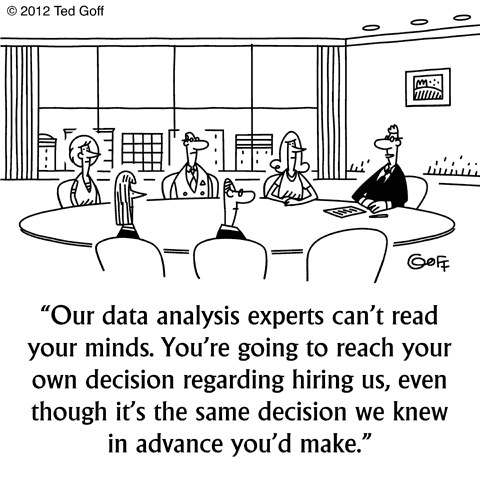 © 2012 Ted Goff
GOFF
“Our data analysis experts can’t read
your minds. You’re going to reach your
own decision regarding hiring us, even
though it’s the same decision we knew
in advance you’d make.”